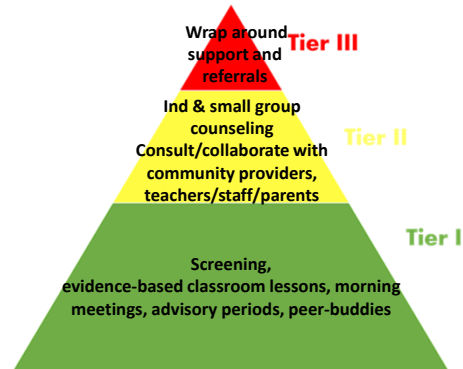 Wrap around
support and
referrals
Tier III
Ind & small group
counseling
Consult/collaborate with
community providers,
teachers/staff/parents
Tier II
Tier I
Screening,
evidence-based classroom lessons, morning
meetings, advisory periods, peer-buddies